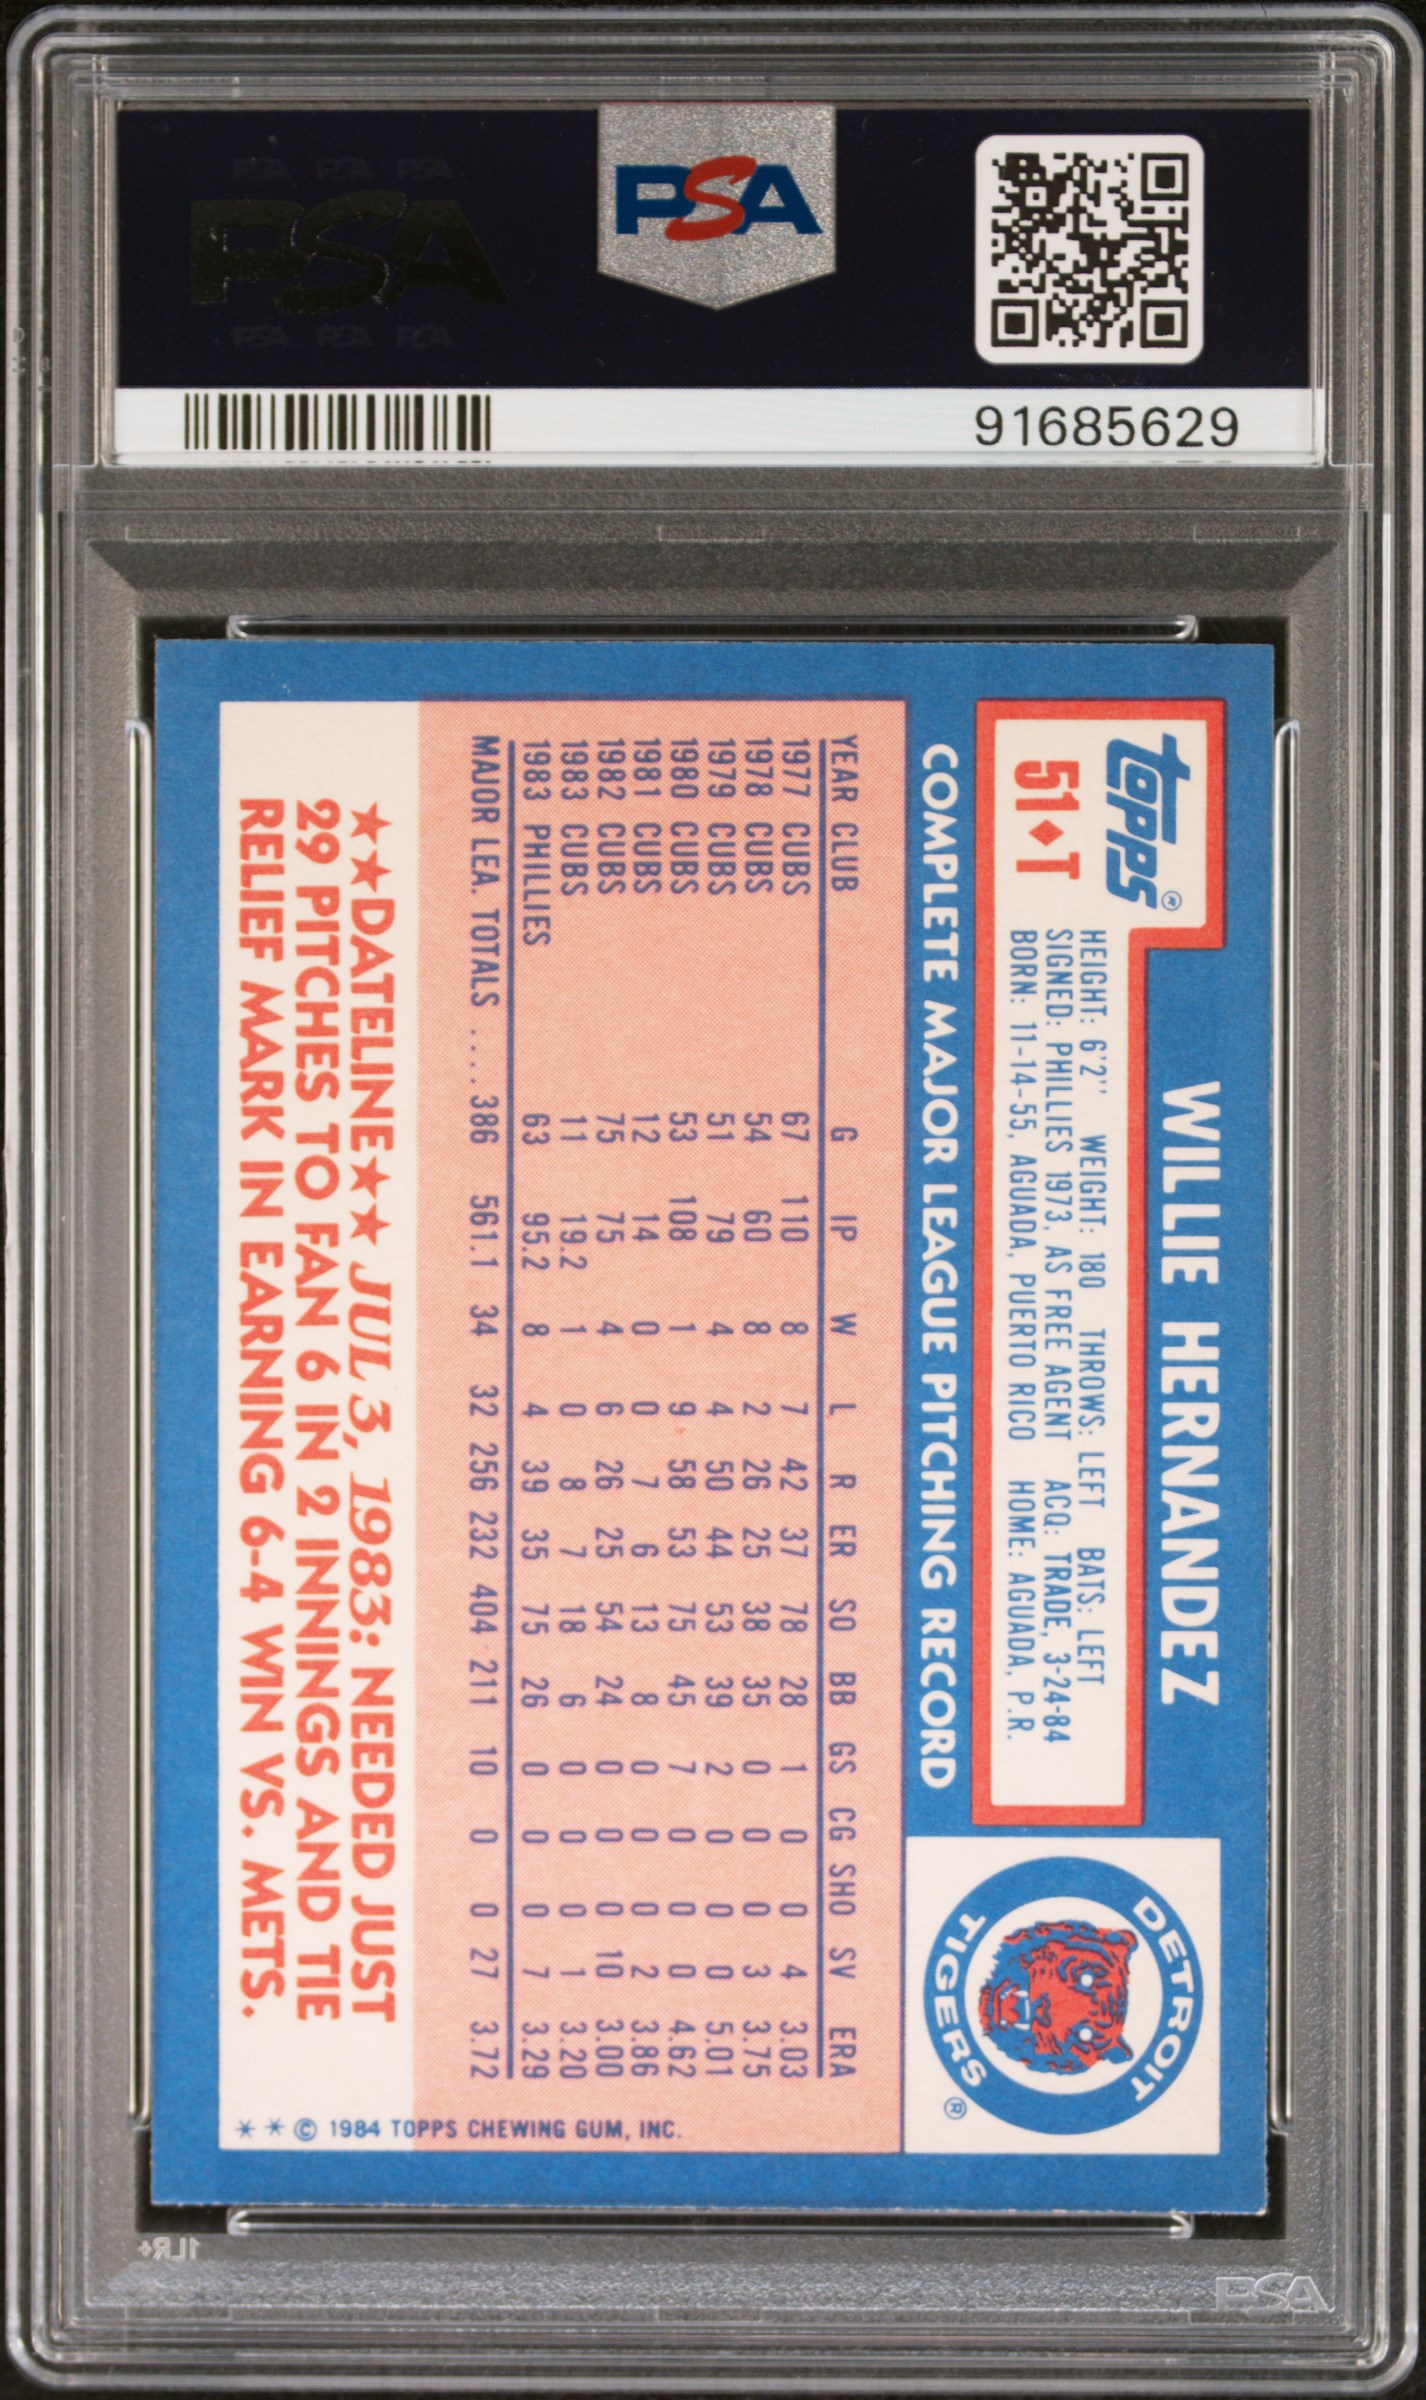 PSA PSA PSA
PSA
PSA PSA PSA
PSA
91685629
Topps®
51♦T
WILLIE HERNANDEZ
HEIGHT: 6'2" WEIGHT: 180 THROWS: LEFT BATS: LEFT
SIGNED: PHILLIES 1973, AS FREE AGENT ACQ: TRADE, 3-24-84
BORN: 11-14-55, AGUADA, PUERTO RICO HOME: AGUADA, P.R.
DETROIT TIGERS ®
COMPLETE MAJOR LEAGUE PITCHING RECORD
YEAR CLUB G IP W L R ER SO BB GS CG SHO SV ERA
1977 CUBS 67 110 8 7 42 37 78 28 1 0 0 4 3.03
1978 CUBS 54 60 8 2 26 25 38 35 0 0 0 3 3.75
1979 CUBS 51 79 4 4 50 44 53 39 2 0 0 0 5.01
1980 CUBS 53 108 1 9 58 53 75 45 7 0 0 0 4.62
1981 CUBS 12 14 0 0 7 6 13 8 0 0 0 2 3.86
1982 CUBS 75 75 4 6 26 25 54 24 0 0 0 10 3.00
1983 CUBS 11 19.2 1 0 8 7 18 6 0 0 0 1 3.20
1983 PHILLIES 63 95.2 8 4 39 35 75 26 0 0 0 7 3.29
MAJOR LEA. TOTALS .... 386 561.1 34 32 256 232 404 211 10 0 0 27 3.72
★★DATELINE★★ JUL 3, 1983: NEEDED JUST
29 PITCHES TO FAN 6 IN 2 INNINGS AND TIE
RELIEF MARK IN EARNING 6-4 WIN VS. METS.
* * © 1984 TOPPS CHEWING GUM, INC.
1LR+
PSA